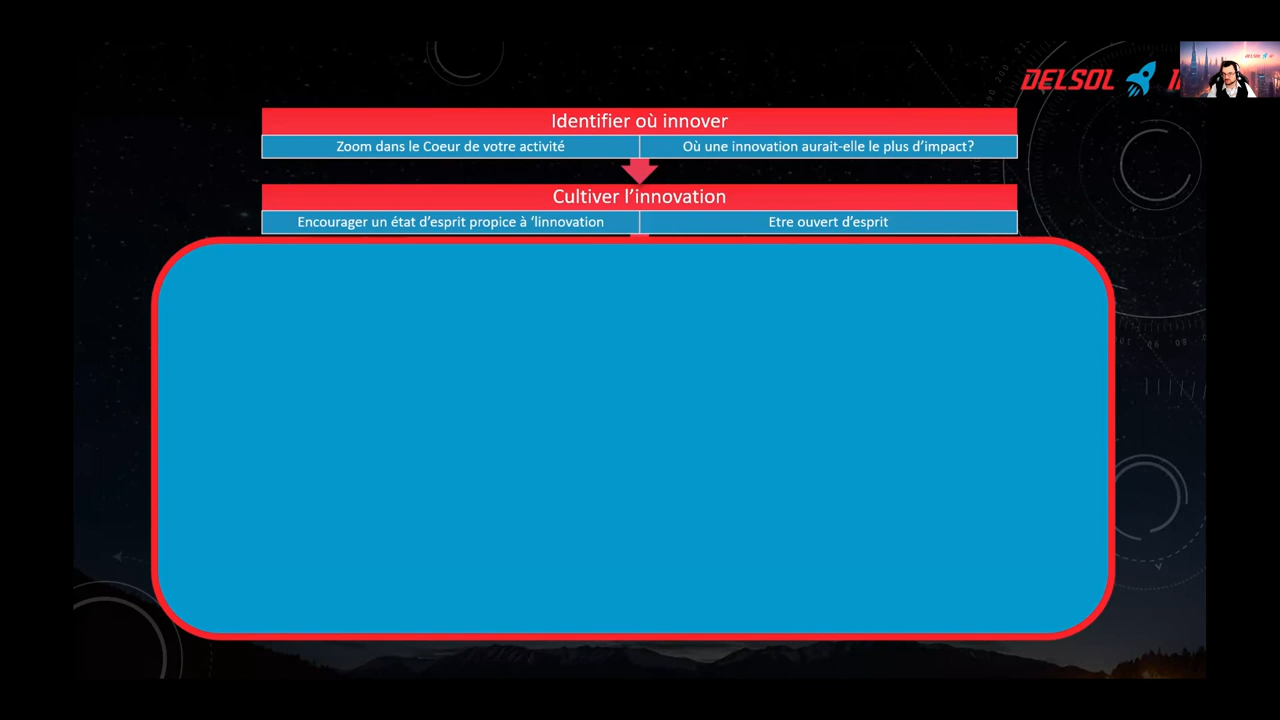 DELSOL
Identifier où innover
Zoom dans le Coeur de votre activité
Où une innovation aurait-elle le plus d’impact?
Cultiver l’innovation
Encourager un état d’esprit propice à ‘linnovation
Etre ouvert d’esprit